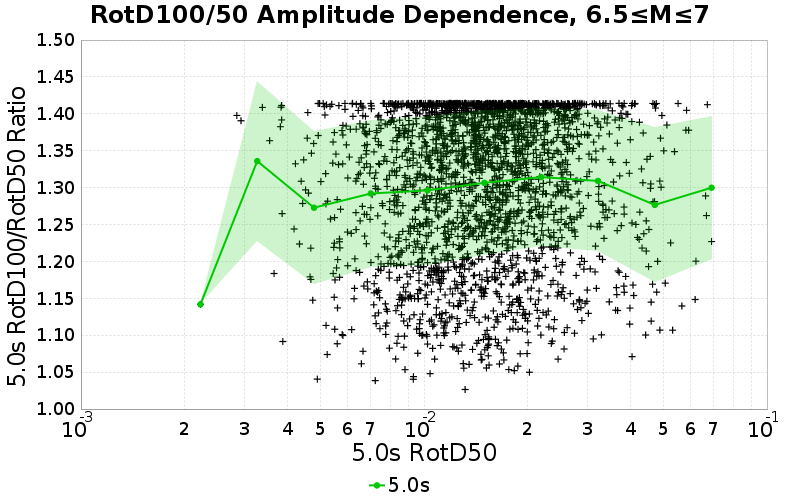 RotD100/50 Amplitude Dependence, 6.5≤M≤7
5.0s RotD100/RotD50 Ratio
1.50
1.45
1.40
1.35
1.30
1.25
1.20
1.15
1.10
1.05
1.00
10^-3 2 3 4 5 6 7 10^-2 2 3 4 5 6 7 10^-1
5.0s RotD50
5.0s